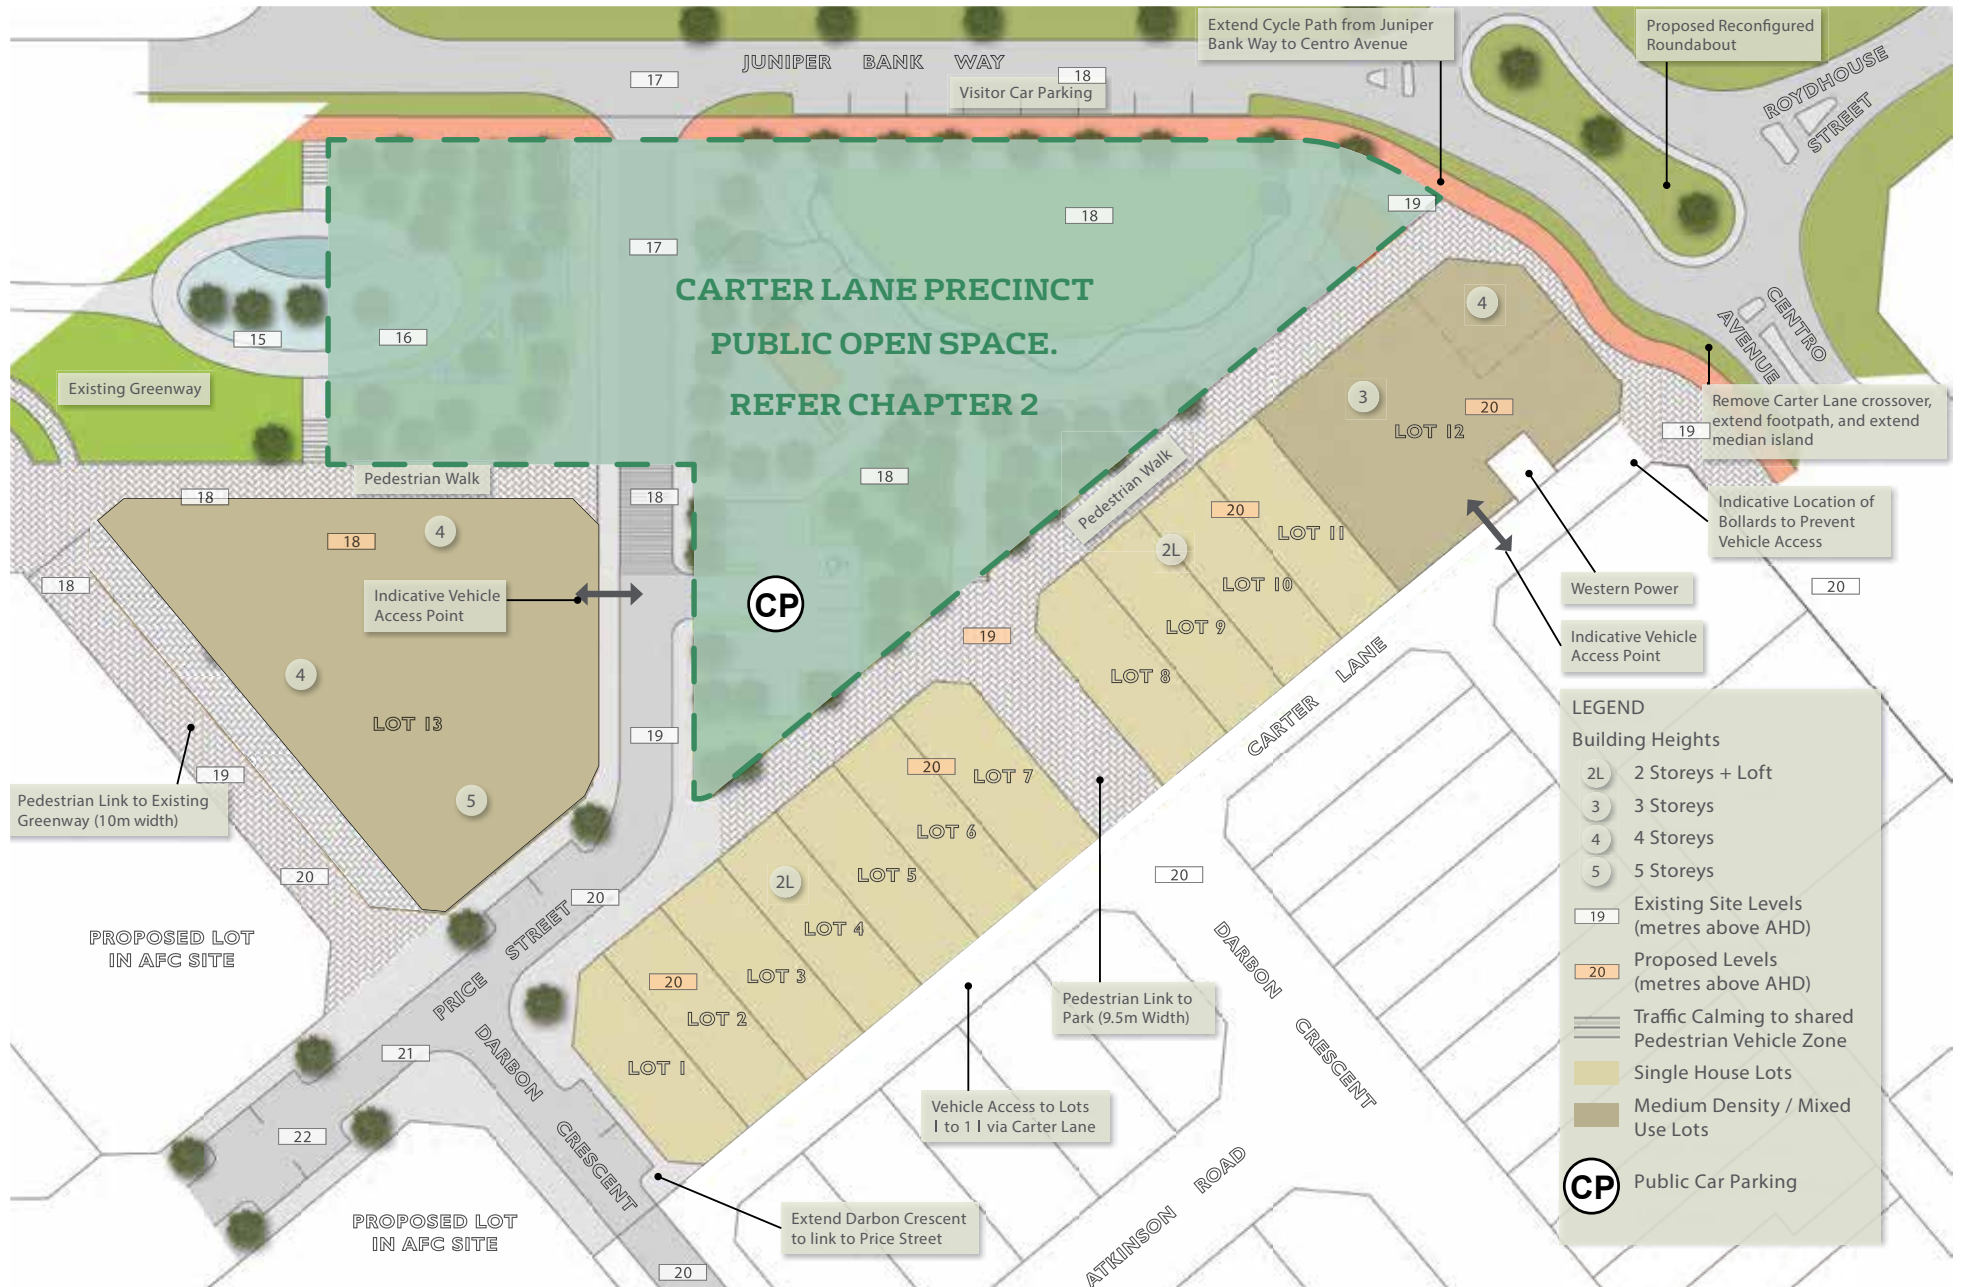 JUNIPER BANK WAY
17
18
Visitor Car Parking
Extend Cycle Path from Juniper
Bank Way to Centro Avenue
Proposed Reconfigured
Roundabout
ROYDHOUSE
STREET
18
19
17
CARTER LANE PRECINCT
PUBLIC OPEN SPACE.
REFER CHAPTER 2
15
16
Existing Greenway
4
3
20
LOT 12
CENTRO
AVENUE
Remove Carter Lane crossover,
extend footpath, and extend
median island
19
Pedestrian Walk
18
18
18
Pedestrian Walk
Indicative Location of
Bollards to Prevent
Vehicle Access
18
4
20
LOT 11
2L
LOT 10
LOT 9
LOT 8
18
Indicative Vehicle
Access Point
CP
19
Western Power
20
Indicative Vehicle
Access Point
4
LOT 13
19
5
19
Pedestrian Link to Existing
Greenway (10m width)
20
LOT 7
LOT 6
LOT 5
LOT 4
LOT 3
LOT 2
LOT 1
2L
20
CARTER LANE
20
20
20
PROPOSED LOT
IN AFC SITE
PRICE STREET
DARBON CRESCENT
21
22
DARBON CRESCENT
Pedestrian Link to
Park (9.5m Width)
Vehicle Access to Lots
1 to 1 1 via Carter Lane
Extend Darbon Crescent
to link to Price Street
PROPOSED LOT
IN AFC SITE
20
ATKINSON ROAD
LEGEND
Building Heights
2L 2 Storeys + Loft
3 3 Storeys
4 4 Storeys
5 5 Storeys
19 Existing Site Levels
(metres above AHD)
20 Proposed Levels
(metres above AHD)
Traffic Calming to shared
Pedestrian Vehicle Zone
Single House Lots
Medium Density / Mixed
Use Lots
CP Public Car Parking